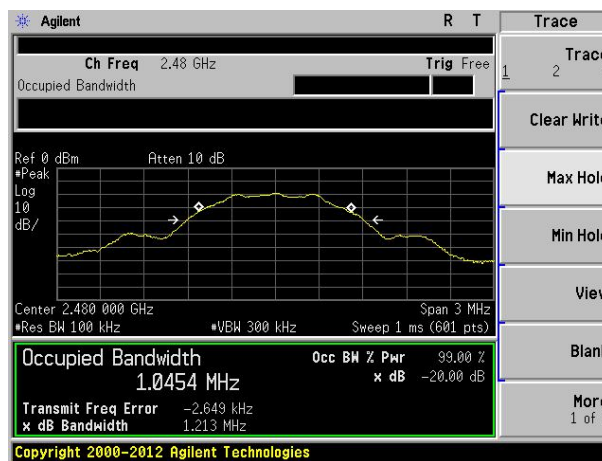 Agilent R T Trace
Ch Freq 2.48 GHz Trig Free
Occupied Bandwidth
Trace
1 2
Clear Write
Max Hold
Min Hold
View
Blank
More
1 of
Ref 0 dBm Atten 10 dB
#Peak
Log
10
dB/
Center 2.480 000 GHz Span 3 MHz
#Res BW 100 kHz #VBW 300 kHz Sweep 1 ms (601 pts)
Occupied Bandwidth Occ BW % Pwr 99.00 %
1.0454 MHz x dB -20.00 dB
Transmit Freq Error -2.649 kHz
x dB Bandwidth 1.213 MHz
Copyright 2000-2012 Agilent Technologies